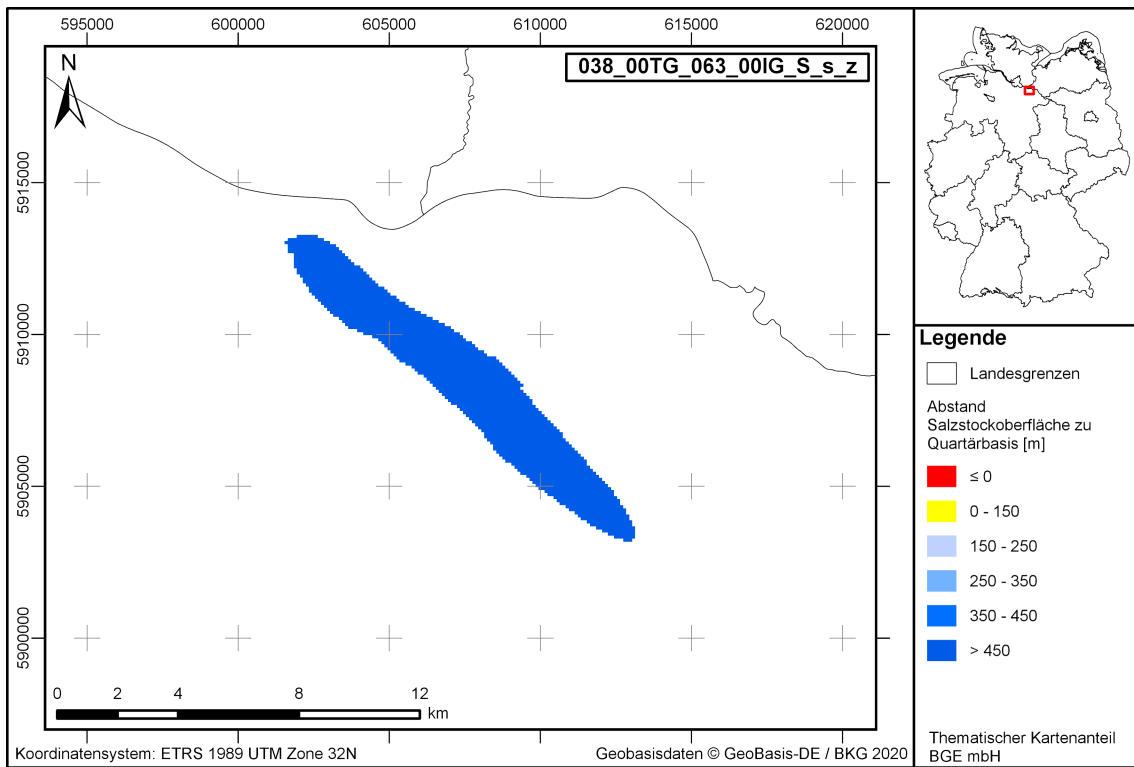 595000 600000 605000 610000 615000 620000
038_00TG_063_00IG_S_s_z
N
5915000
5910000
5905000
5900000
0 2 4 8 12
km
Koordinatensystem: ETRS 1989 UTM Zone 32N
Geobasisdaten © GeoBasis-DE / BKG 2020
Legende
Landesgrenzen
Abstand
Salzstockoberfläche zu
Quartärbasis [m]
≤ 0
0 - 150
150 - 250
250 - 350
350 - 450
> 450
Thematischer Kartenanteil
BGE mbH